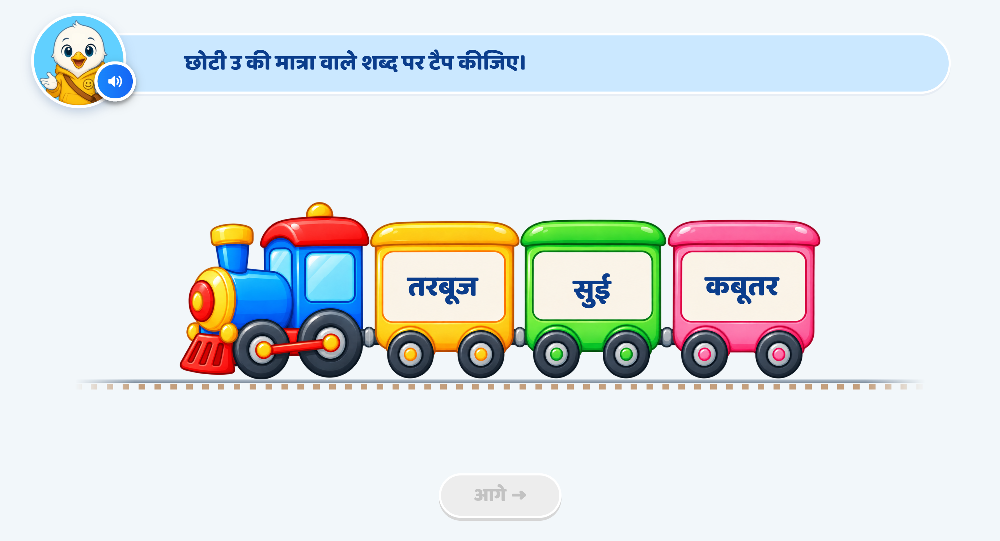 छोटी उ की मात्रा वाले शब्द पर टैप कीजिए।
तरबूज
सुई
कबूतर
आगे →